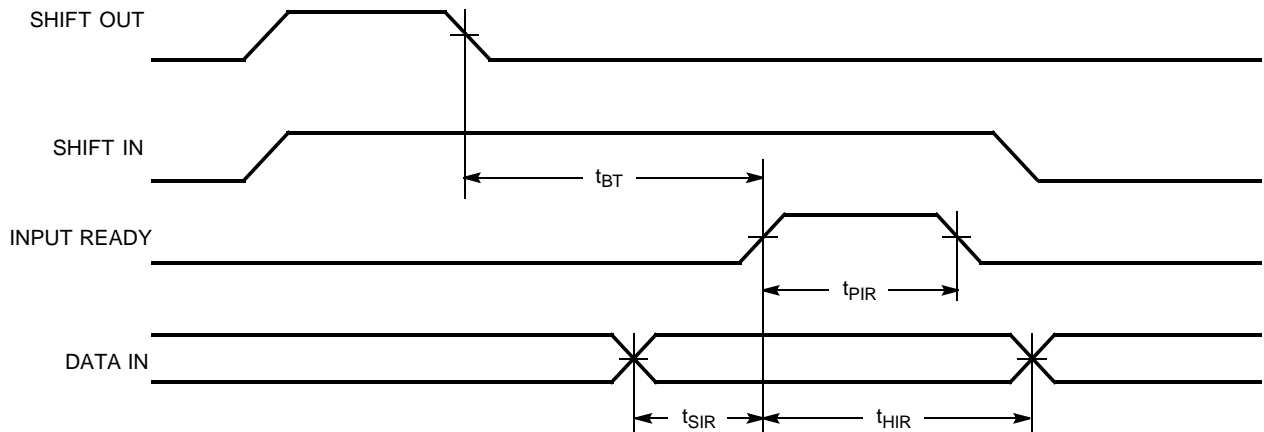 SHIFT OUT
SHIFT IN
tBT
INPUT READY
tPIR
DATA IN
tSIR
tHIR